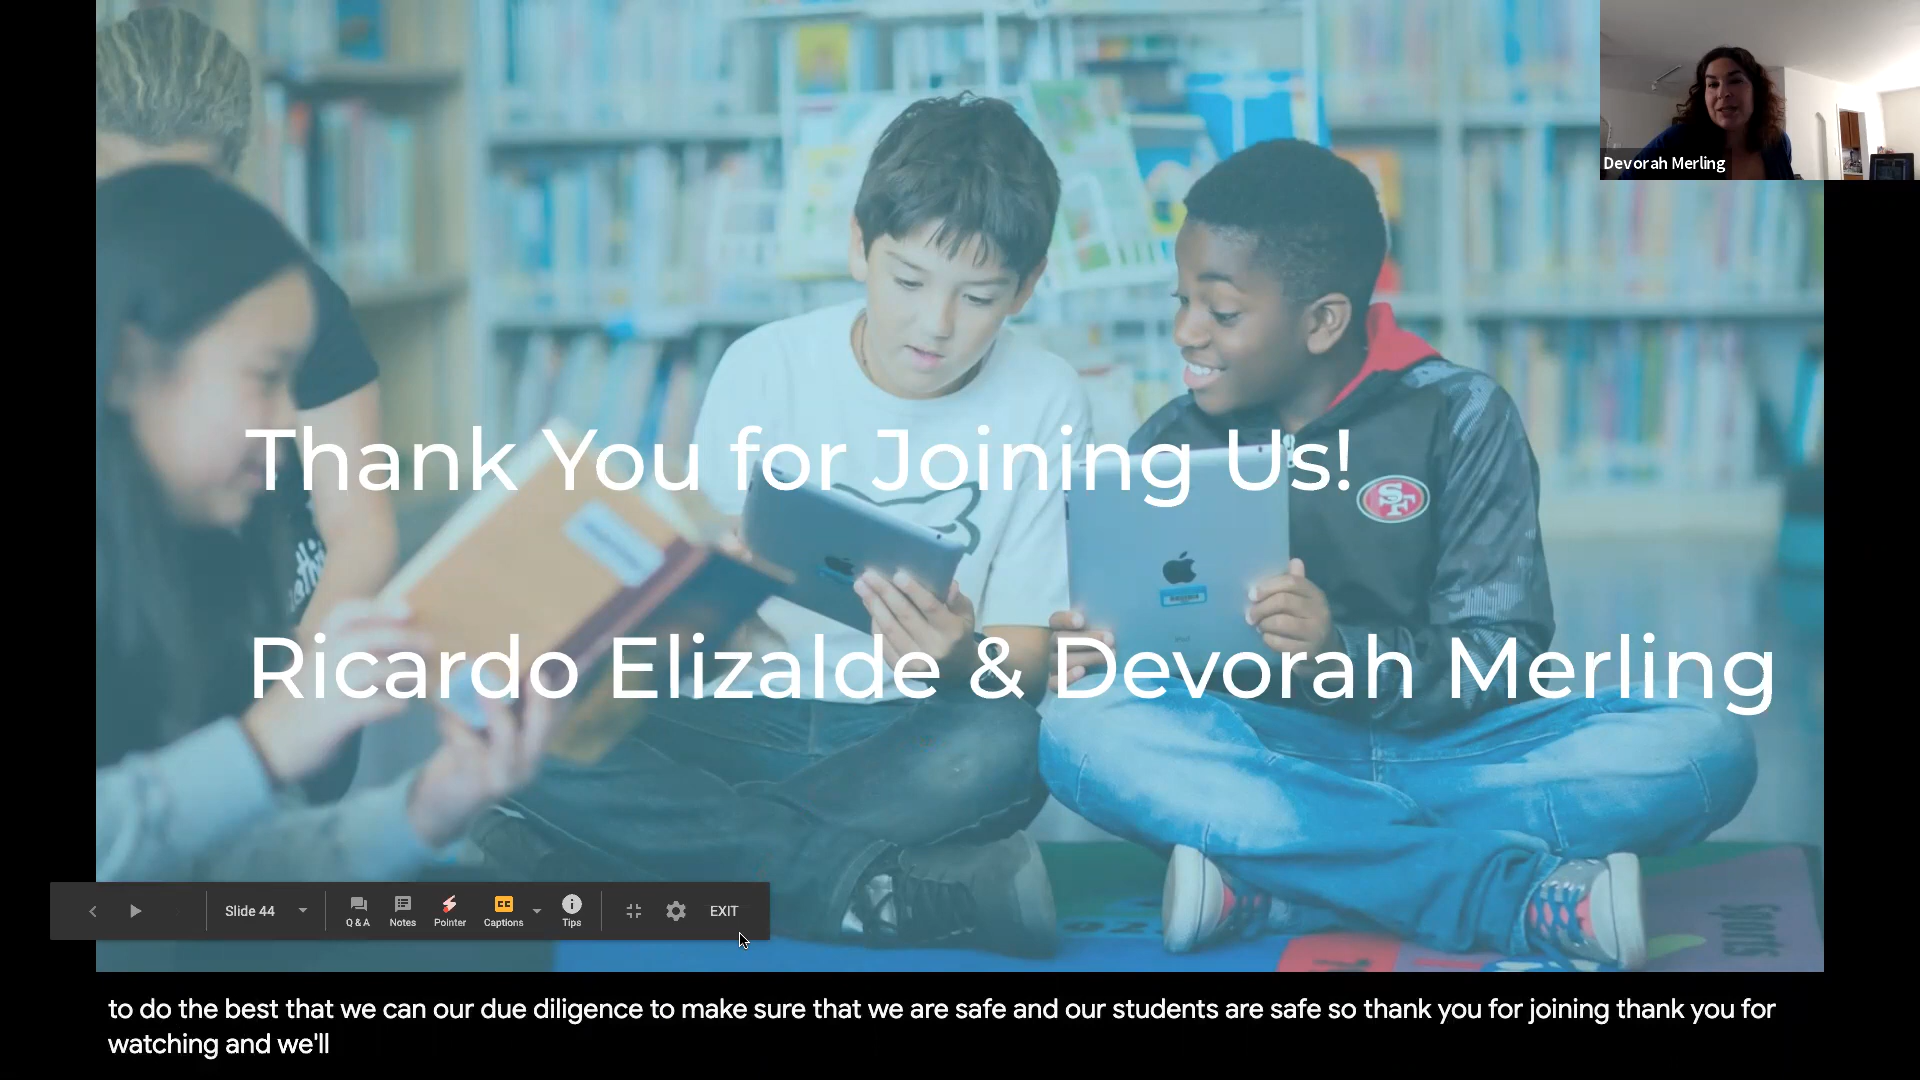 Devorah Merling
Thank You for Joining Us!
SF
Ricardo Elizalde & Devorah Merling
Slide 44
Q & A
Notes
Pointer
CC
Captions
Tips
EXIT
to do the best that we can our due diligence to make sure that we are safe and our students are safe so thank you for joining thank you for
watching and we'll